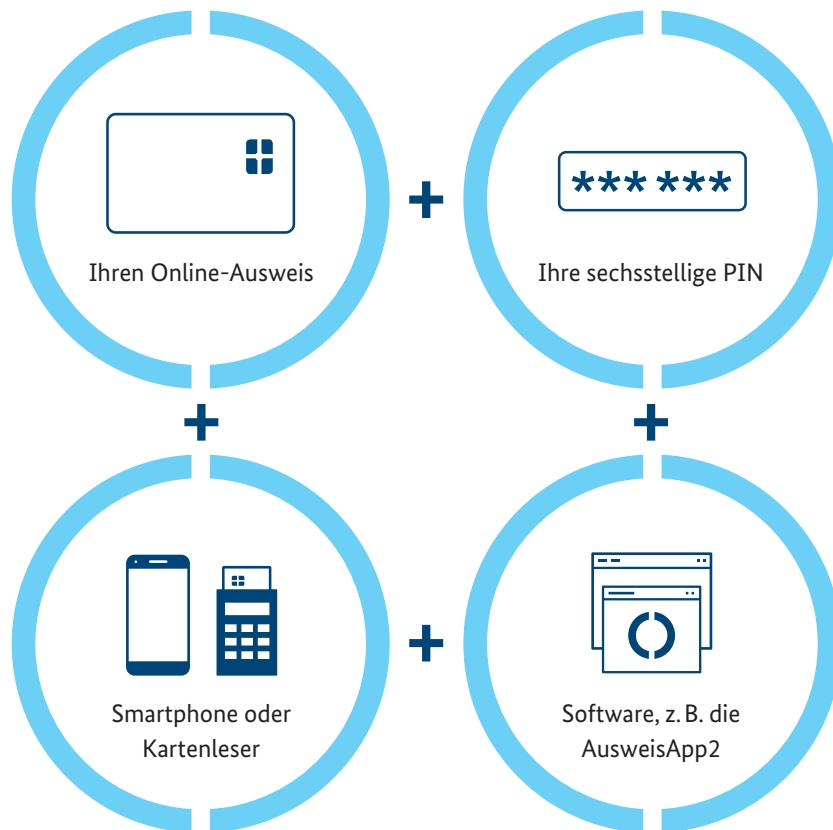 Ihren Online-Ausweis
*** ***
Ihre sechsstellige PIN
Smartphone oder
Kartenleser
Software, z. B. die
AusweisApp2